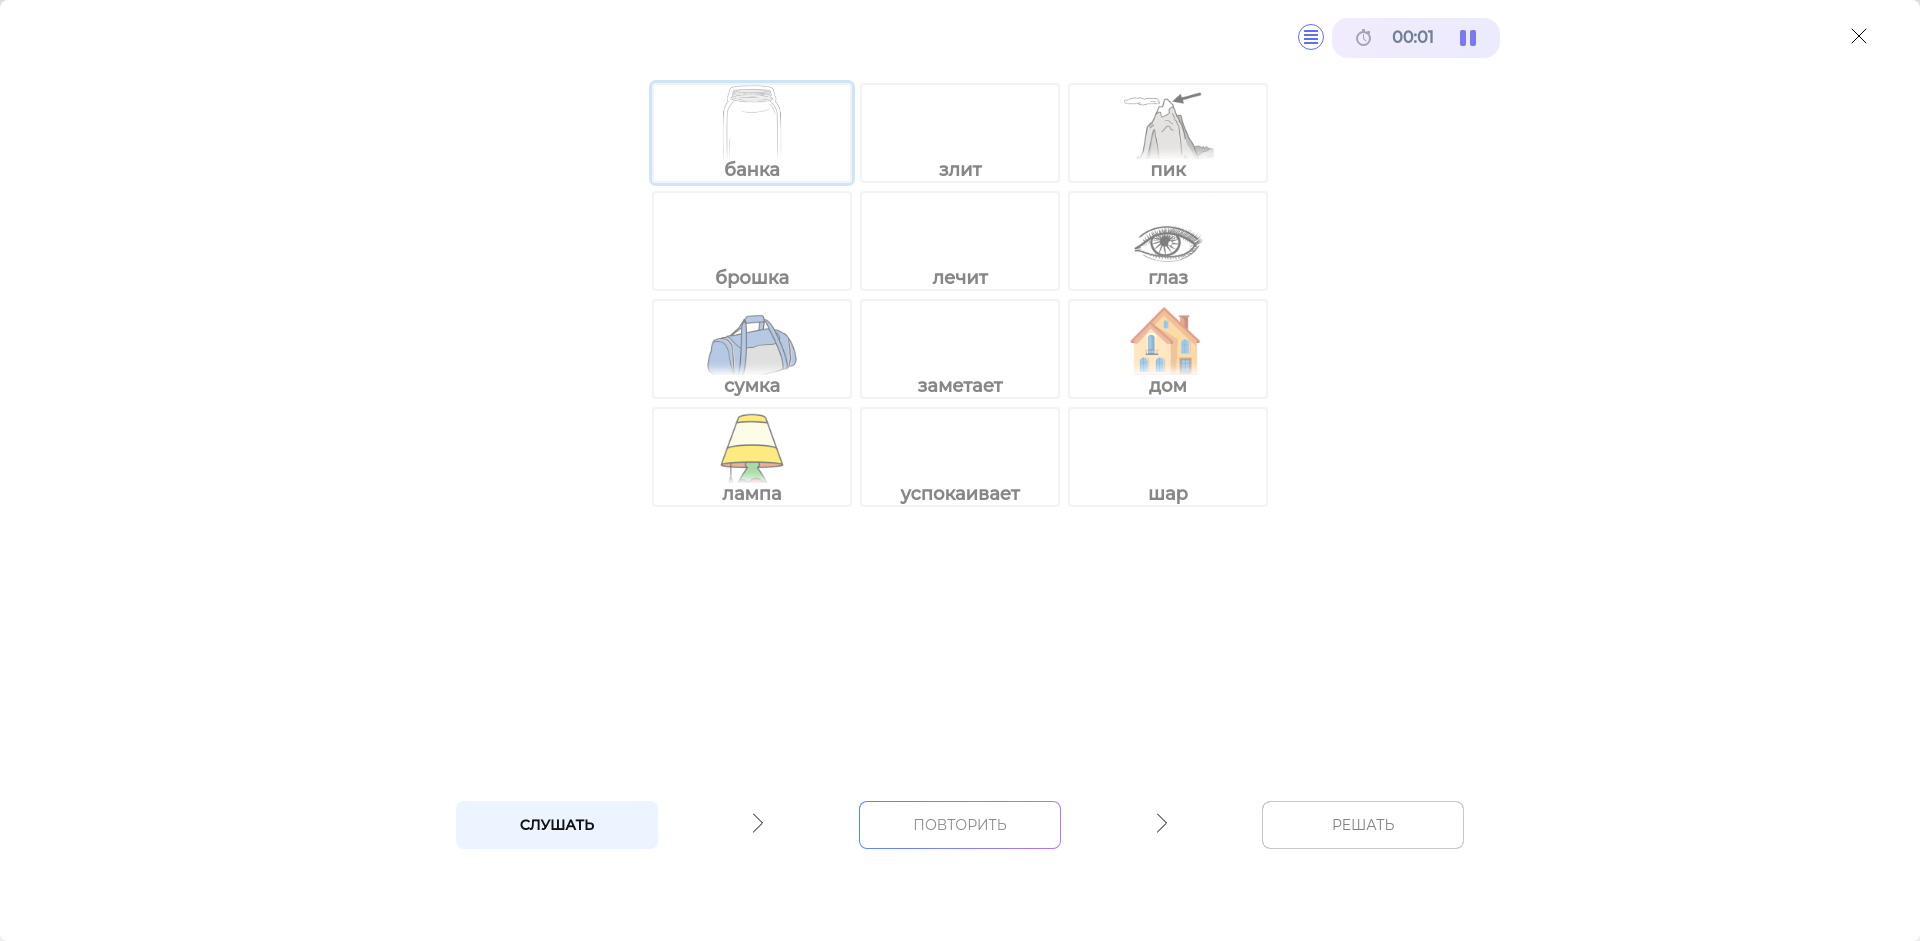 00:01
банка
злит
пик
брошка
лечит
глаз
сумка
заметает
дом
лампа
успокаивает
шар
СЛУШАТЬ
ПОВТОРИТЬ
РЕШАТЬ